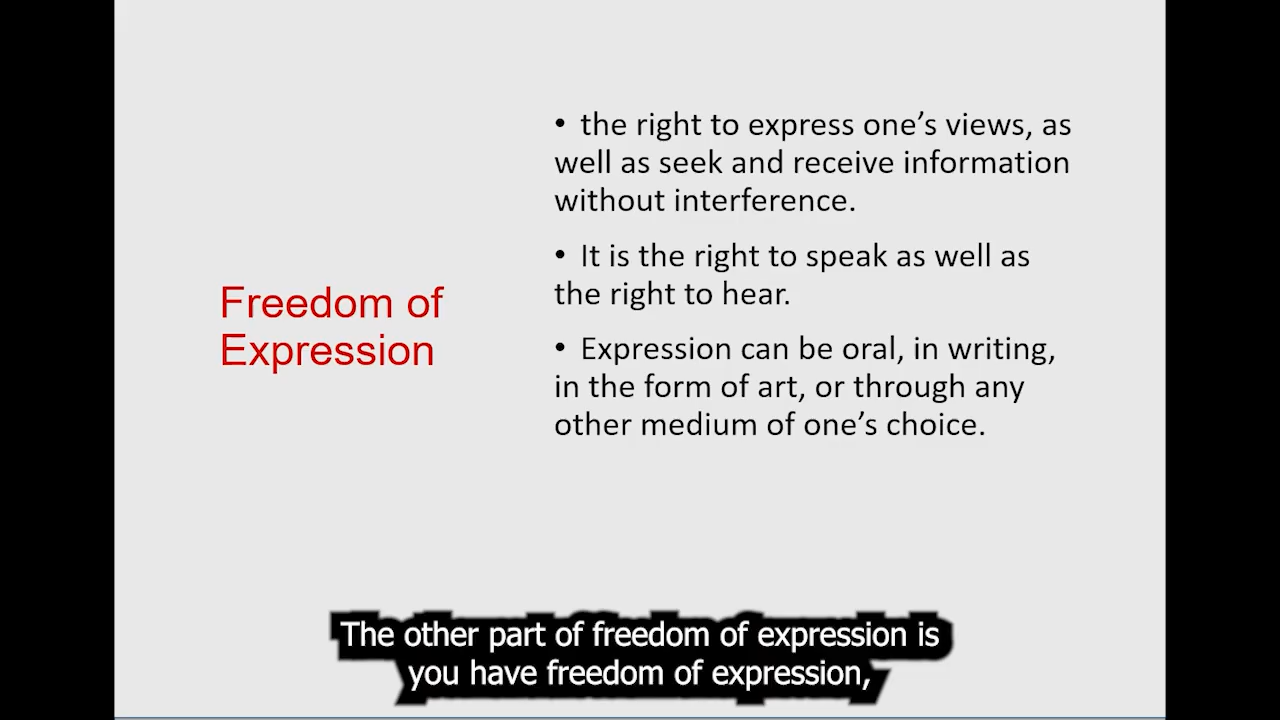 Freedom of
Expression
• the right to express one’s views, as
well as seek and receive information
without interference.
• It is the right to speak as well as
the right to hear.
• Expression can be oral, in writing,
in the form of art, or through any
other medium of one’s choice.
The other part of freedom of expression is
you have freedom of expression,